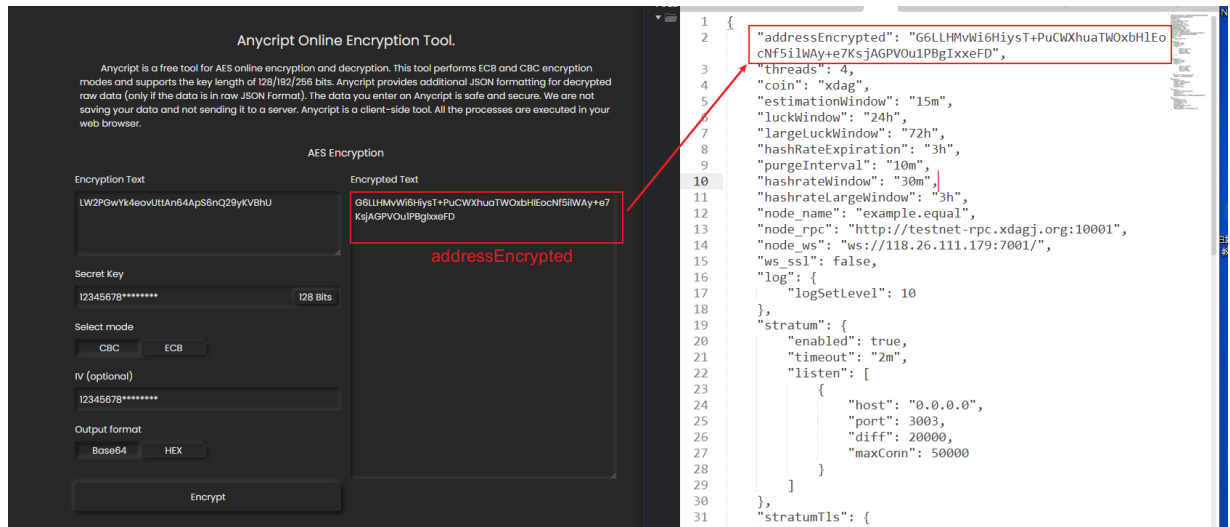 Anycript Online Encryption Tool.
Anycript is a free tool for AES online encryption and decryption. This tool performs ECB and CBC encryption
modes and supports the key length of 128/192/256 bits. Anycript provides additional JSON formatting for decrypted
raw data (only if the data is in raw JSON Format). The data you enter on Anycript is safe and secure. We are not
saving your data and not sending it to a server. Anycript is a client-side tool. All the processes are executed in your
web browser.
AES Encryption
Encryption Text
LW2PGwYk4eovUttAn64ApS6nQ29yKVBhU
Encrypted Text
G6LLHMvWi6HiysT+PuCWXhuaTWOxbHlEocNf5ilWAy+e7
KsjAGPVOu1PBgIxxeFD
addressEncrypted
Secret Key
12345678********
128 Bits
Select mode
CBC ECB
IV (optional)
12345678********
Output format
Base64 HEX
Encrypt
1 {
2 "addressEncrypted": "G6LLHMvWi6HiysT+PuCWXhuaTWOxbHlEo
cNf5ilWAy+e7KsjAGPVOu1PBgIxxeFD",
3 "threads": 4,
4 "coin": "xdag",
5 "estimationWindow": "15m",
6 "luckWindow": "24h",
7 "largeLuckWindow": "72h",
8 "hashRateExpiration": "3h",
9 "purgeInterval": "10m",
10 "hashrateWindow": "30m",
11 "hashrateLargeWindow": "3h",
12 "node_name": "example.equal",
13 "node_rpc": "http://testnet-rpc.xdagj.org:10001",
14 "node_ws": "ws://118.26.111.179:7001/",
15 "ws_ssl": false,
16 "log": {
17 "logSetLevel": 10
18 },
19 "stratum": {
20 "enabled": true,
21 "timeout": "2m",
22 "listen": [
23 {
24 "host": "0.0.0.0",
25 "port": 3003,
26 "diff": 20000,
27 "maxConn": 50000
28 }
29 ]
30 },
31 "stratumTls": {